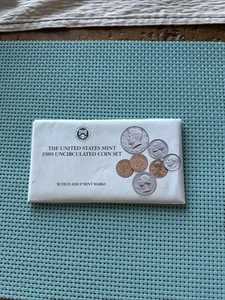 THE UNITED STATES MINT
1989 UNCIRCULATED COIN SET
WITH D AND P MINT MARKS